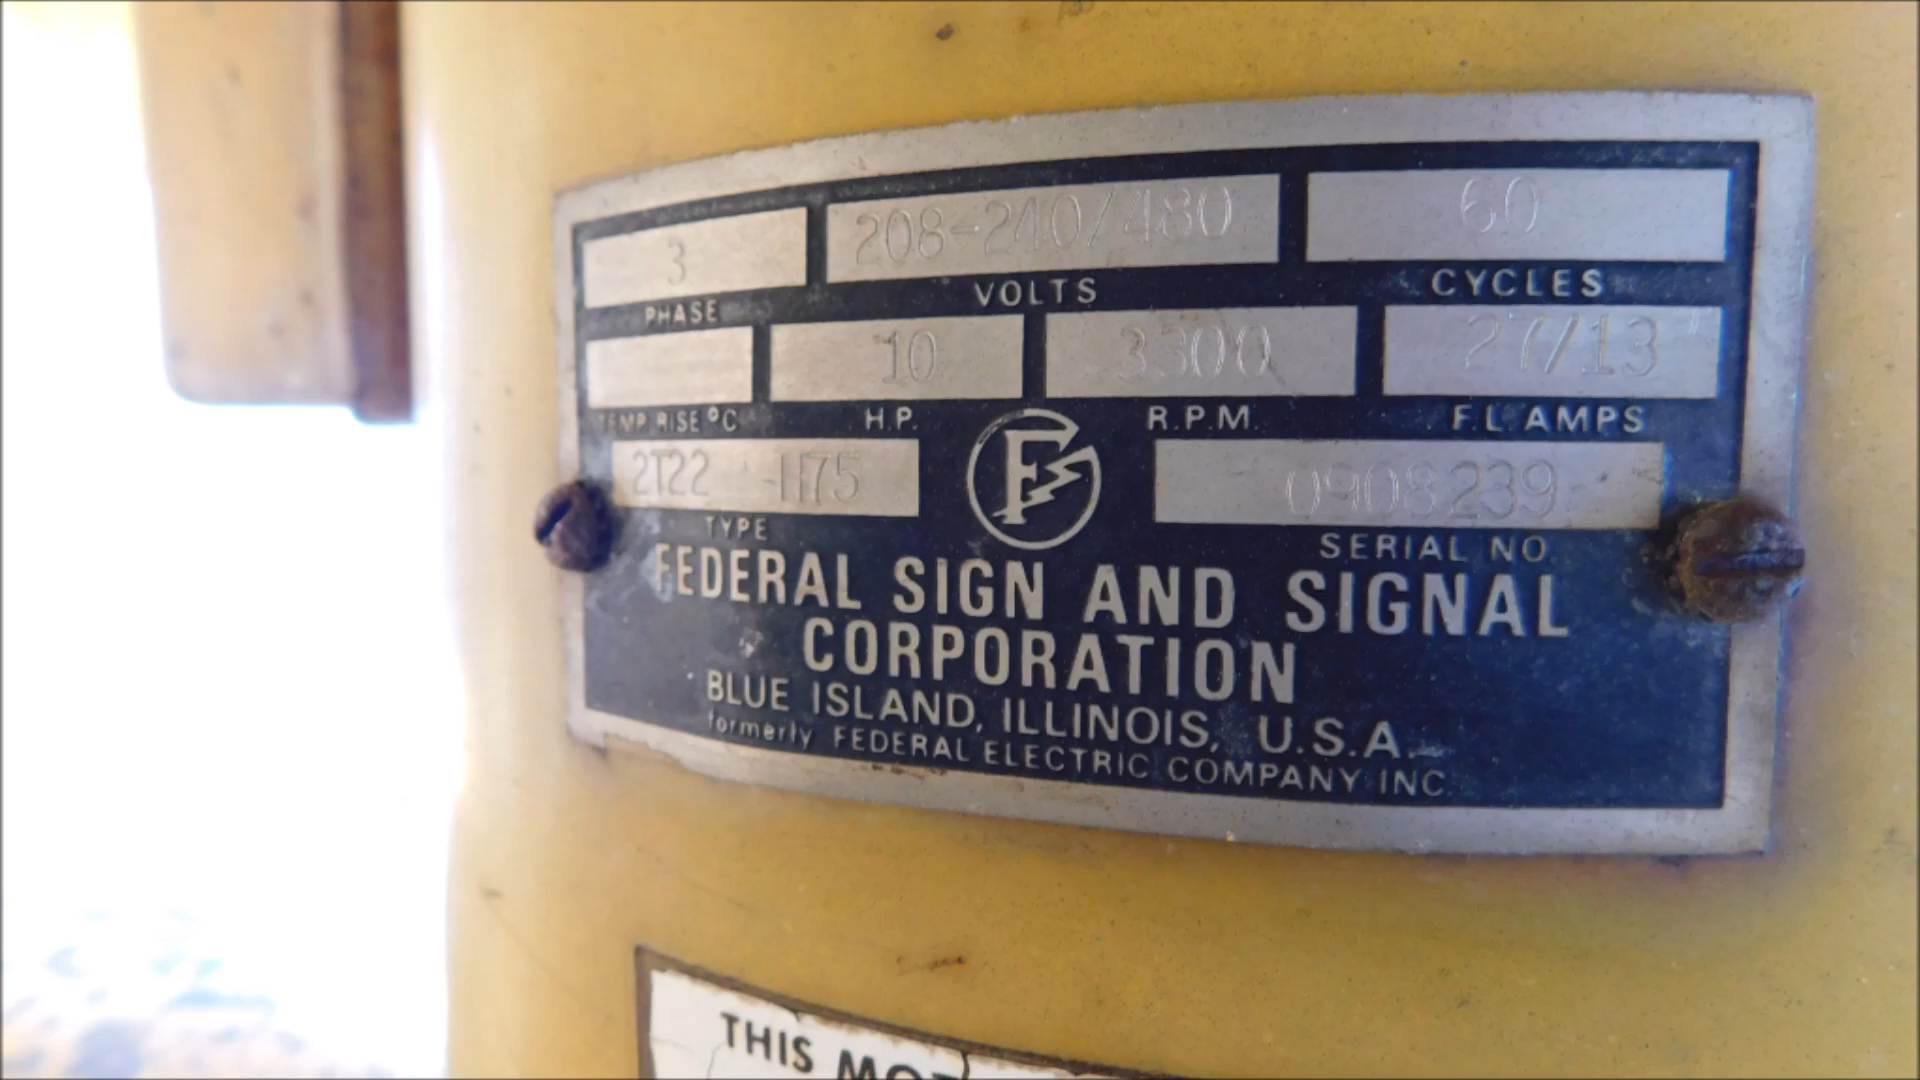 3 208-240/480 60
PHASE VOLTS CYCLES
10 3300 27/13
TEMP. RISE °C H.P. R.P.M. F.L. AMPS
2T22 H75 0908239
TYPE SERIAL NO.
FEDERAL SIGN AND SIGNAL
CORPORATION
BLUE ISLAND, ILLINOIS, U.S.A.
formerly FEDERAL ELECTRIC COMPANY INC.
THIS